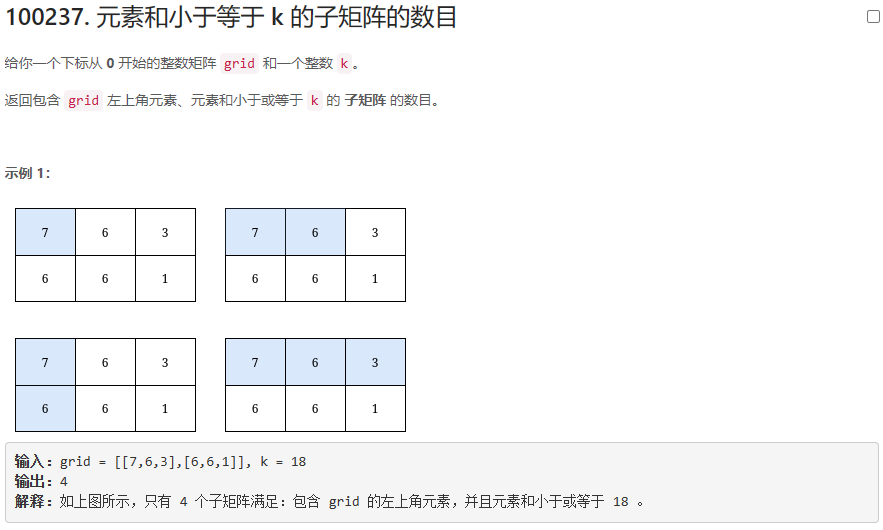 100237. 元素和小于等于 k 的子矩阵的数目
给你一个下标从 0 开始的整数矩阵 grid 和一个整数 k。
返回包含 grid 左上角元素、元素和小于或等于 k 的 子矩阵 的数目。
示例 1：
7 6 3 7 6 3
6 6 1 6 6 1
7 6 3 7 6 3
6 6 1 6 6 1
输入：grid = [[7,6,3],[6,6,1]], k = 18
输出：4
解释：如上图所示，只有 4 个子矩阵满足：包含 grid 的左上角元素，并且元素和小于或等于 18 。